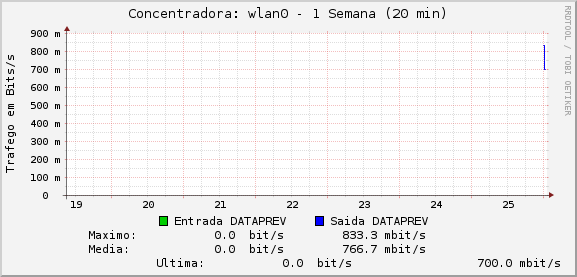 Concentradora: wlan0 - 1 Semana (20 min)
RRDTOOL / TOBI OETIKER
Trafego em Bits/s
900 m
800 m
700 m
600 m
500 m
400 m
300 m
200 m
100 m
0
19 20 21 22 23 24 25
Entrada DATAPREV Saida DATAPREV
Maximo: 0.0 bit/s 833.3 mbit/s
Media: 0.0 bit/s 766.7 mbit/s
Ultima: 0.0 bit/s 700.0 mbit/s